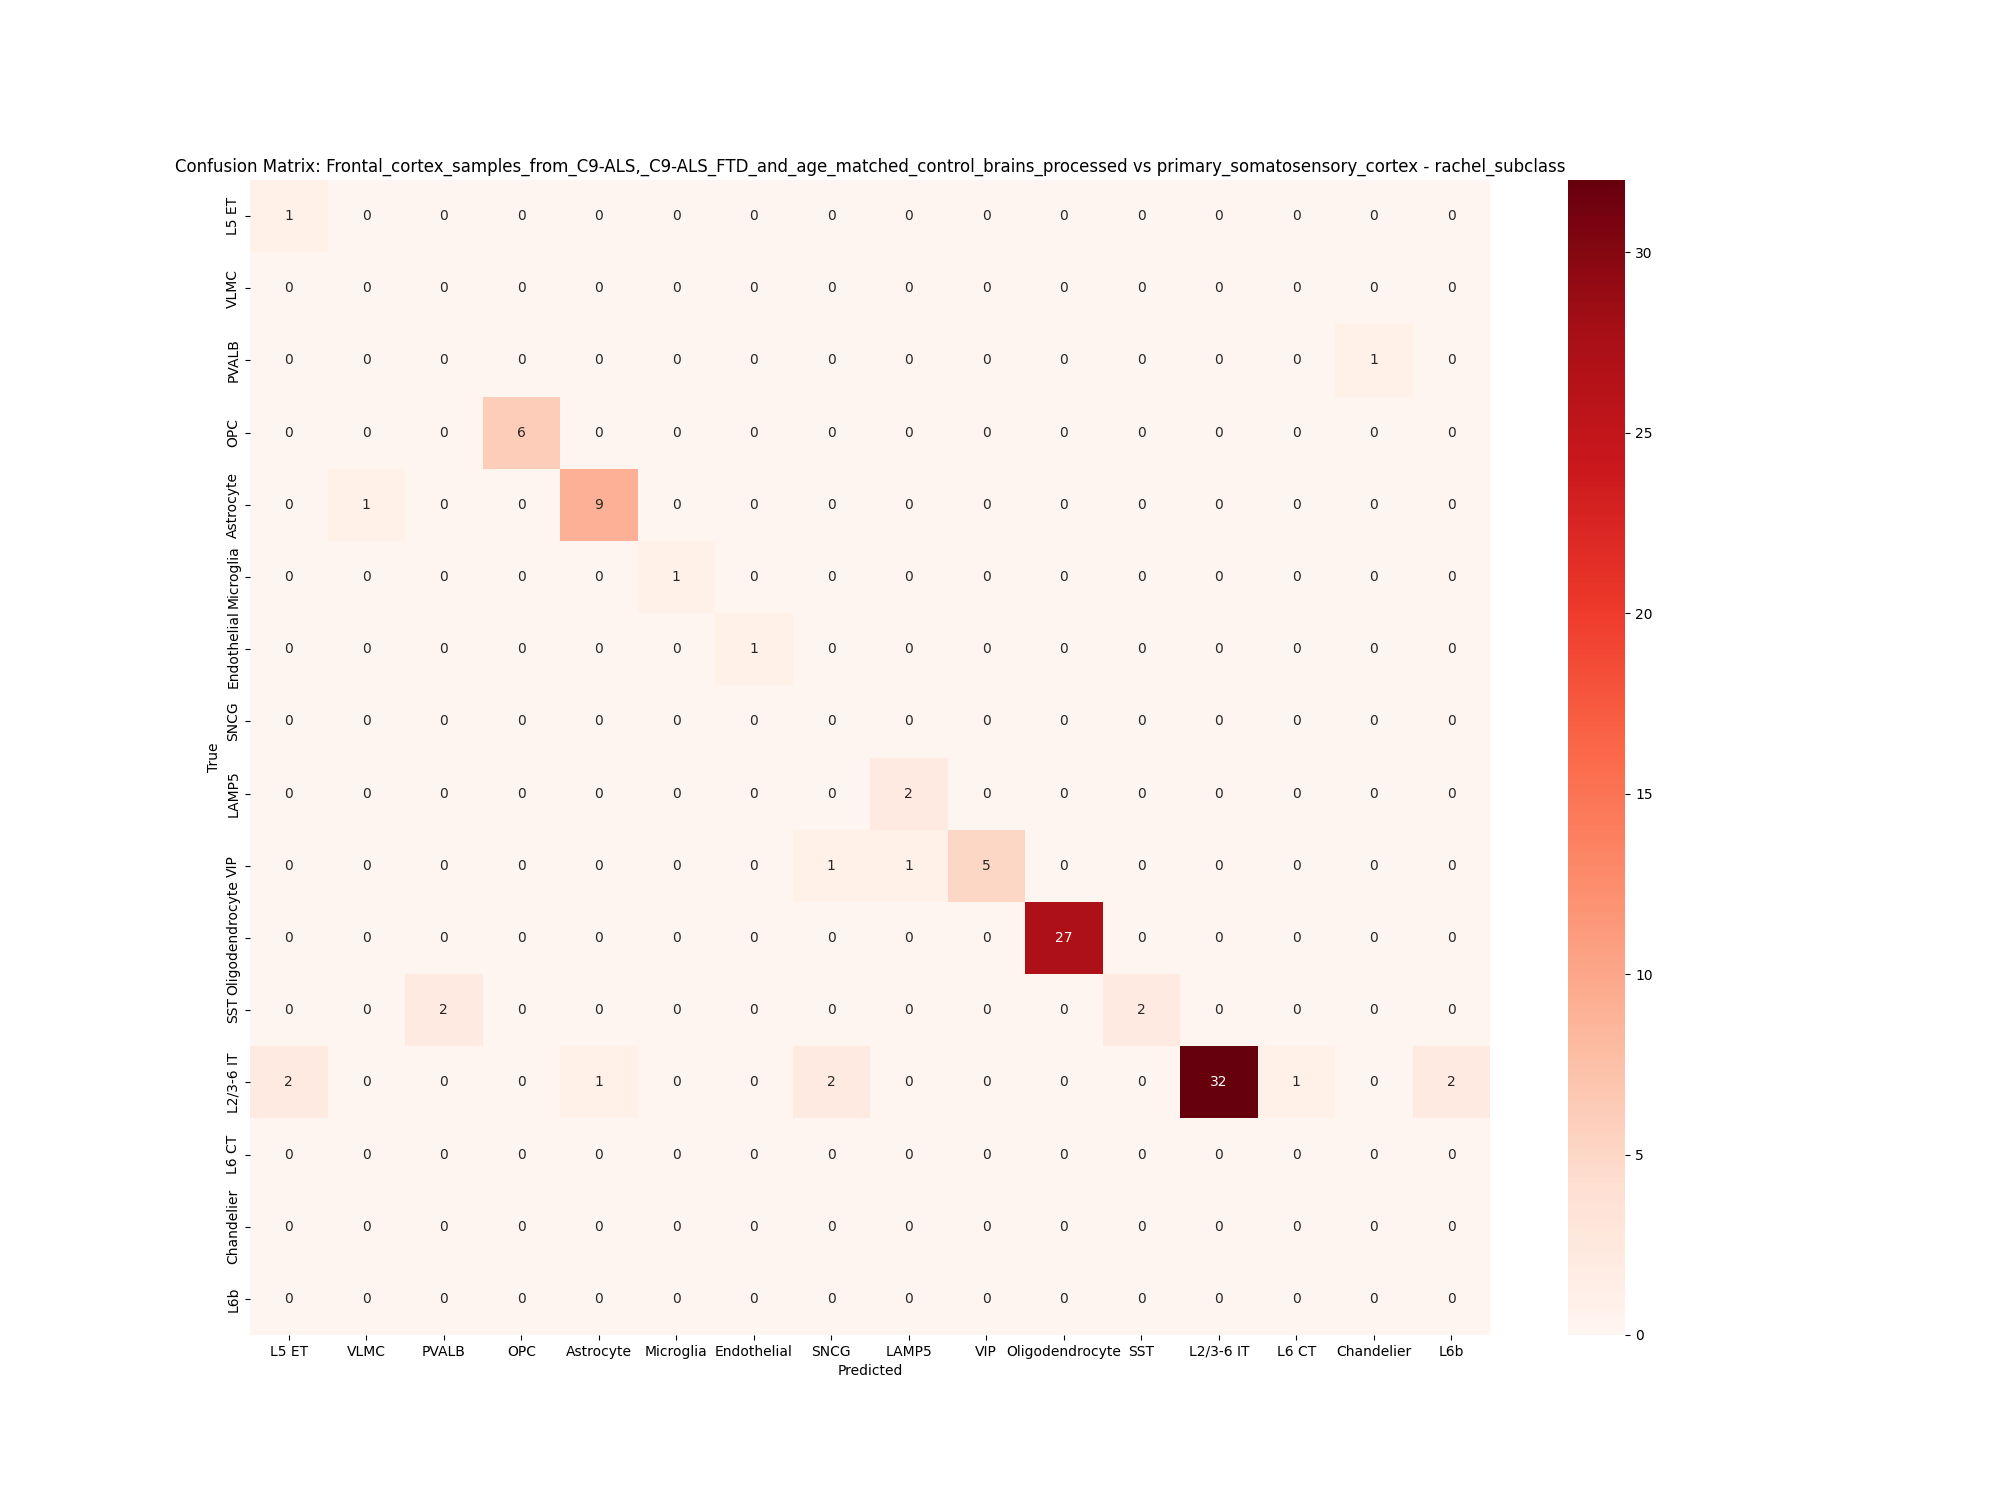 Confusion Matrix: Frontal_cortex_samples_from_C9-ALS,_C9-ALS_FTD_and_age_matched_control_brains_processed vs primary_somatosensory_cortex - rachel_subclass
L5 ET 1 0 0 0 0 0 0 0 0 0 0 0 0 0 0 0
VLMC 0 0 0 0 0 0 0 0 0 0 0 0 0 0 0 0
PVALB 0 0 0 0 0 0 0 0 0 0 0 0 0 0 1 0
OPC 0 0 0 6 0 0 0 0 0 0 0 0 0 0 0 0
Astrocyte 0 1 0 0 9 0 0 0 0 0 0 0 0 0 0 0
Microglia 0 0 0 0 0 1 0 0 0 0 0 0 0 0 0 0
Endothelial 0 0 0 0 0 0 1 0 0 0 0 0 0 0 0 0
SNCG 0 0 0 0 0 0 0 0 0 0 0 0 0 0 0 0
LAMP5 0 0 0 0 0 0 0 0 2 0 0 0 0 0 0 0
VIP 0 0 0 0 0 0 0 1 1 5 0 0 0 0 0 0
Oligodendrocyte 0 0 0 0 0 0 0 0 0 0 27 0 0 0 0 0
SST 0 0 2 0 0 0 0 0 0 0 0 2 0 0 0 0
L2/3-6 IT 2 0 0 0 1 0 0 2 0 0 0 0 32 1 0 2
L6 CT 0 0 0 0 0 0 0 0 0 0 0 0 0 0 0 0
Chandelier 0 0 0 0 0 0 0 0 0 0 0 0 0 0 0 0
L6b 0 0 0 0 0 0 0 0 0 0 0 0 0 0 0 0
L5 ET VLMC PVALB OPC Astrocyte Microglia Endothelial SNCG LAMP5 VIP Oligodendrocyte SST L2/3-6 IT L6 CT Chandelier L6b
Predicted
True
30
25
20
15
10
5
0